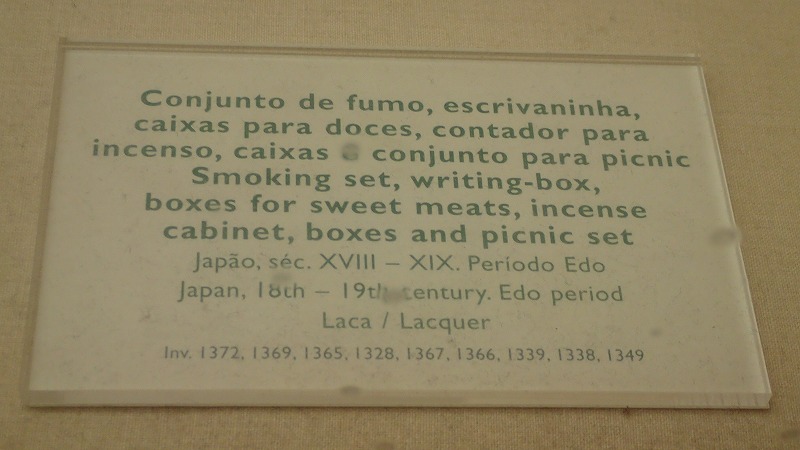 Conjunto de fumo, escrivaninha,
caixas para doces, contador para
incenso, caixas e conjunto para picnic
Smoking set, writing-box,
boxes for sweet meats, incense
cabinet, boxes and picnic set
Japão, séc. XVIII – XIX. Período Edo
Japan, 18th – 19th century. Edo period
Laca / Lacquer
Inv. 1372, 1369, 1365, 1328, 1367, 1366, 1339, 1338, 1349